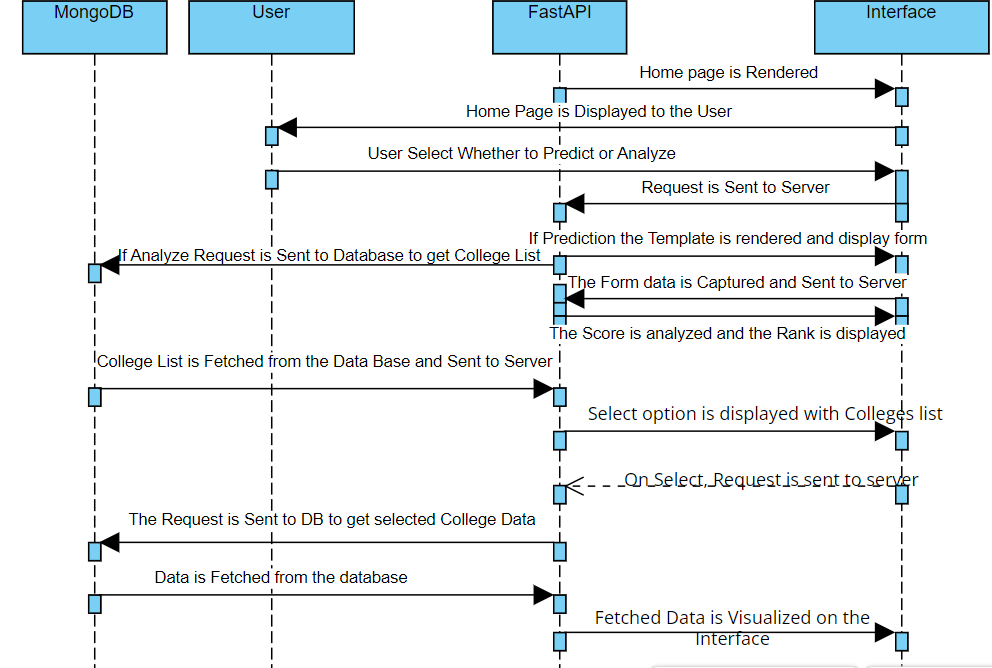 MongoDB
User
FastAPI
Interface
Home page is Rendered
Home Page is Displayed to the User
User Select Whether to Predict or Analyze
Request is Sent to Server
If Prediction the Template is rendered and display form
If Analyze Request is Sent to Database to get College List
The Form data is Captured and Sent to Server
The Score is analyzed and the Rank is displayed
College List is Fetched from the Data Base and Sent to Server
Select option is displayed with Colleges list
On Select, Request is sent to server
The Request is Sent to DB to get selected College Data
Data is Fetched from the database
Fetched Data is Visualized on the
Interface